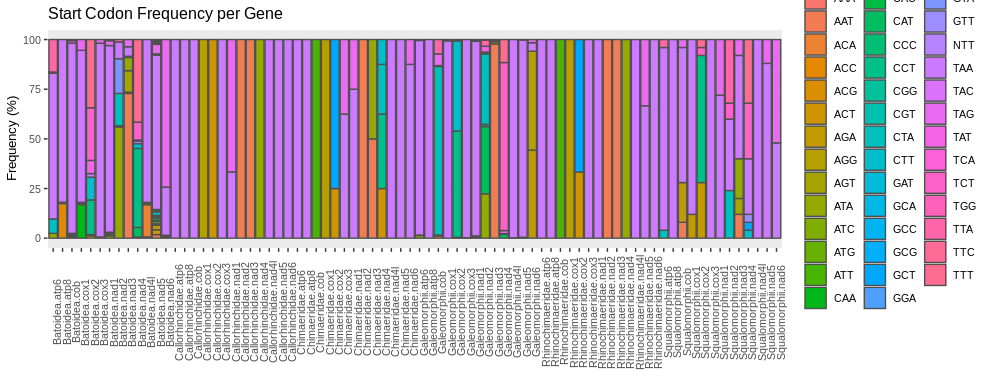 Start Codon Frequency per Gene
Frequency (%)
100
75
50
25
0
Batoidea.atp6
Batoidea.atp8
Batoidea.cob
Batoidea.cox1
Batoidea.cox2
Batoidea.cox3
Batoidea.nad1
Batoidea.nad2
Batoidea.nad3
Batoidea.nad4
Batoidea.nad4l
Batoidea.nad5
Batoidea.nad6
Callorhinchidae.atp6
Callorhinchidae.atp8
Callorhinchidae.cob
Callorhinchidae.cox1
Callorhinchidae.cox2
Callorhinchidae.cox3
Callorhinchidae.nad1
Callorhinchidae.nad2
Callorhinchidae.nad3
Callorhinchidae.nad4
Callorhinchidae.nad4l
Callorhinchidae.nad5
Callorhinchidae.nad6
Chimaeridae.atp6
Chimaeridae.atp8
Chimaeridae.cob
Chimaeridae.cox1
Chimaeridae.cox2
Chimaeridae.cox3
Chimaeridae.nad1
Chimaeridae.nad2
Chimaeridae.nad3
Chimaeridae.nad4
Chimaeridae.nad4l
Chimaeridae.nad5
Chimaeridae.nad6
Galeomorphii.atp6
Galeomorphii.atp8
Galeomorphii.cob
Galeomorphii.cox1
Galeomorphii.cox2
Galeomorphii.cox3
Galeomorphii.nad1
Galeomorphii.nad2
Galeomorphii.nad3
Galeomorphii.nad4
Galeomorphii.nad4l
Galeomorphii.nad5
Galeomorphii.nad6
Rhinochimaeridae.atp6
Rhinochimaeridae.atp8
Rhinochimaeridae.cob
Rhinochimaeridae.cox1
Rhinochimaeridae.cox2
Rhinochimaeridae.cox3
Rhinochimaeridae.nad1
Rhinochimaeridae.nad2
Rhinochimaeridae.nad3
Rhinochimaeridae.nad4
Rhinochimaeridae.nad4l
Rhinochimaeridae.nad5
Rhinochimaeridae.nad6
Squalomorphii.atp6
Squalomorphii.atp8
Squalomorphii.cob
Squalomorphii.cox1
Squalomorphii.cox2
Squalomorphii.cox3
Squalomorphii.nad1
Squalomorphii.nad2
Squalomorphii.nad3
Squalomorphii.nad4
Squalomorphii.nad4l
Squalomorphii.nad5
Squalomorphii.nad6
AAT
ACA
ACC
ACG
ACT
AGA
AGG
AGT
ATA
ATC
ATG
ATT
CAA
CAT
CCC
CCT
CGG
CGT
CTA
CTT
GAT
GCA
GCC
GCG
GCT
GGA
GTT
NTT
TAA
TAC
TAG
TAT
TCA
TCT
TGG
TTA
TTC
TTT